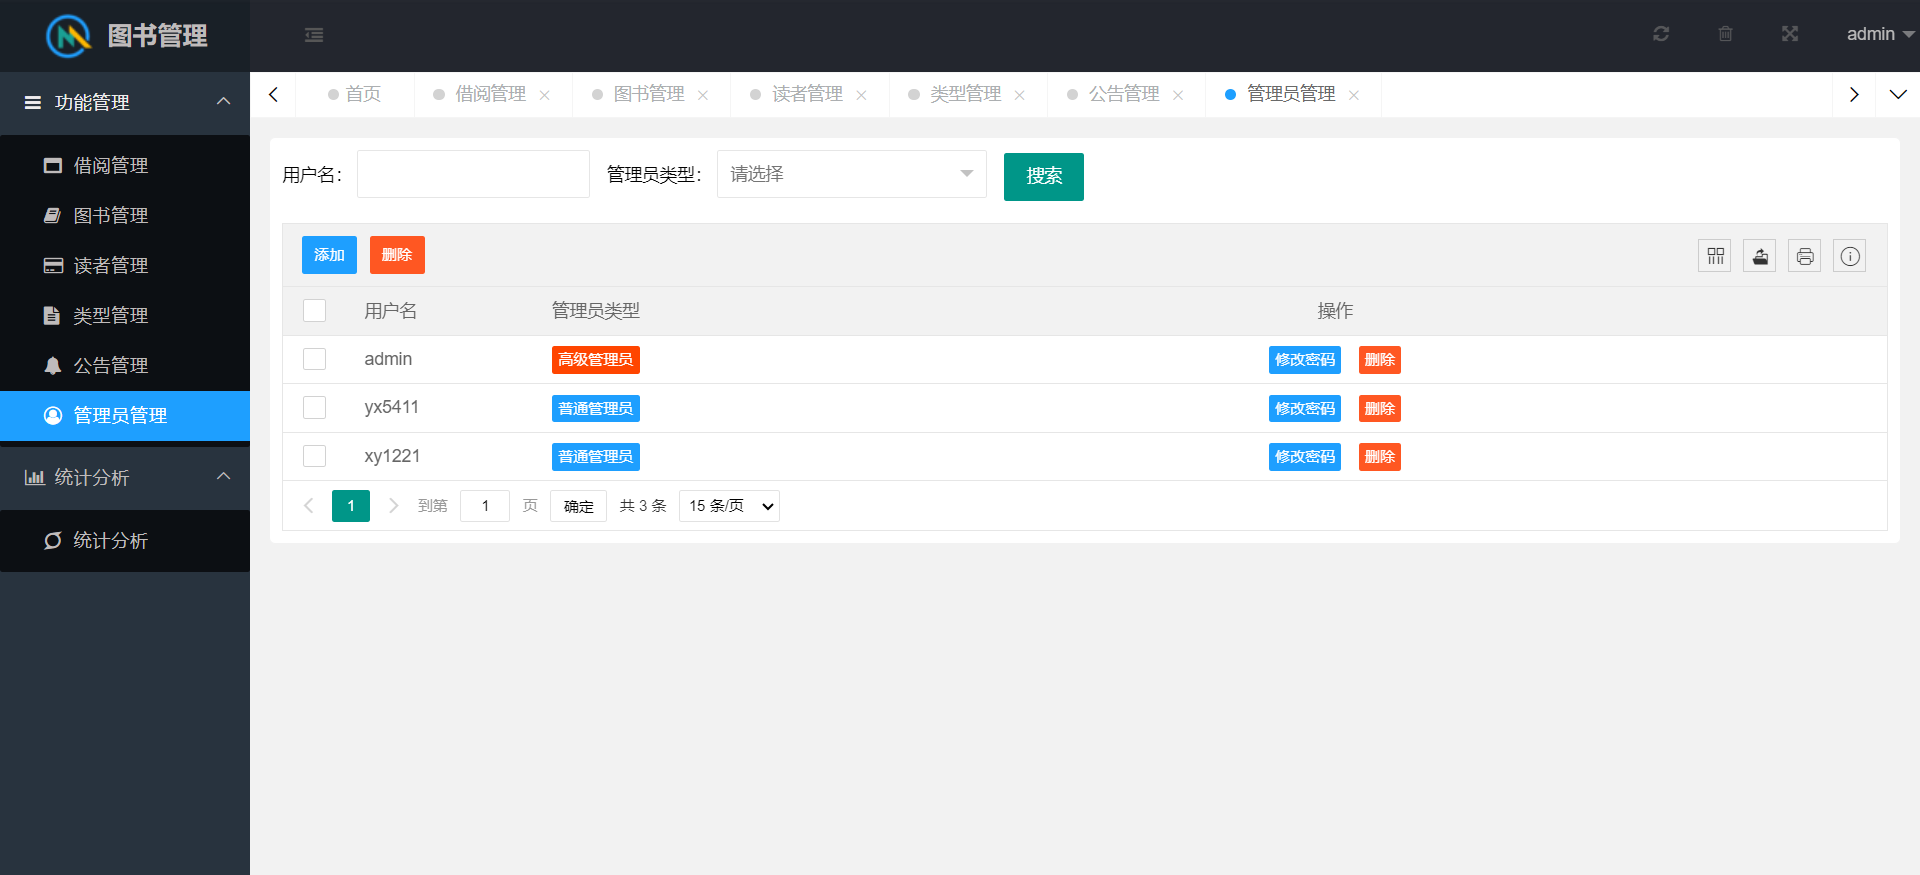 图书管理
admin
功能管理
借阅管理
图书管理
读者管理
类型管理
公告管理
管理员管理
统计分析
统计分析
首页 借阅管理 图书管理 读者管理 类型管理 公告管理 管理员管理
用户名： 管理员类型： 请选择 搜索
添加 删除
用户名 管理员类型 操作
admin 高级管理员 修改密码 删除
yx5411 普通管理员 修改密码 删除
xy1221 普通管理员 修改密码 删除
1 到第 1 页 确定 共 3 条 15 条/页